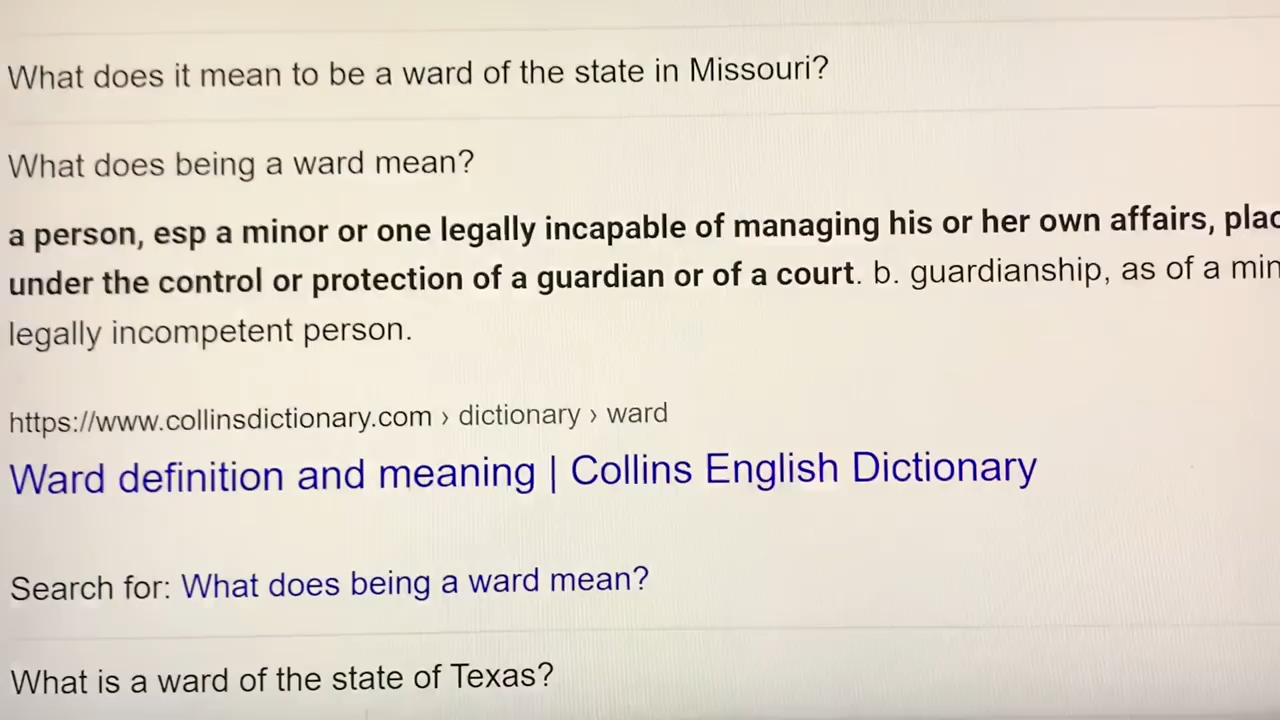 What does it mean to be a ward of the state in Missouri?
What does being a ward mean?
a person, esp a minor or one legally incapable of managing his or her own affairs,
under the control or protection of a guardian or of a court. b. guardianship, as of a
legally incompetent person.
https://www.collinsdictionary.com › dictionary › ward
Ward definition and meaning | Collins English Dictionary
Search for: What does being a ward mean?
What is a ward of the state of Texas?